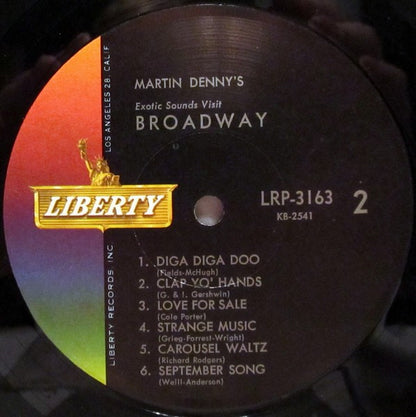 MARTIN DENNY'S
Exotic Sounds Visit
BROADWAY
LIBERTY
LIBERTY RECORDS INC
LOS ANGELES 28, CALIF.
LRP-3163
KB-2541
2
1. DIGA DIGA DOO
(Fields-McHugh)
2. CLAP YO' HANDS
(G. & I. Gershwin)
3. LOVE FOR SALE
(Cole Porter)
4. STRANGE MUSIC
(Grieg-Forrest-Wright)
5. CAROUSEL WALTZ
(Richard Rodgers)
6. SEPTEMBER SONG
(Weill-Anderson)